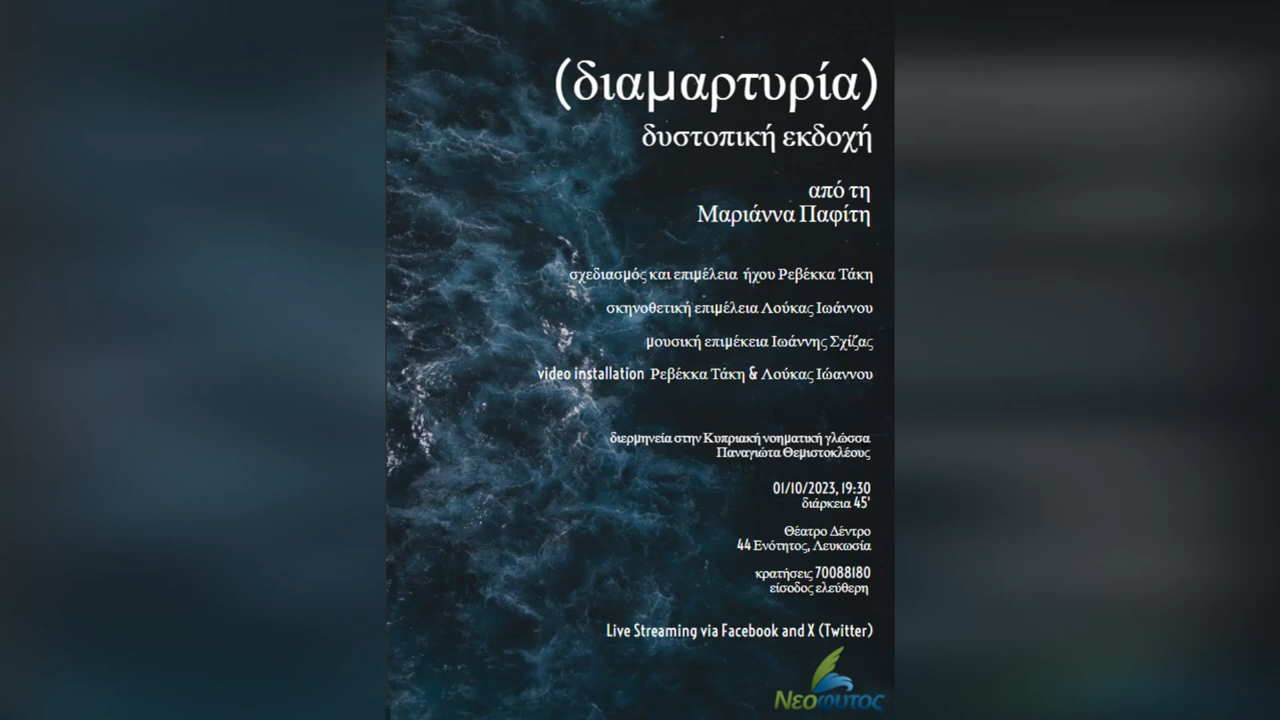 (διαμαρτυρία)
δυστοπική εκδοχή
από τη
Μαριάννα Παφίτη
σχεδιασμός και επιμέλεια ήχου Ρεβέκκα Τάκη
σκηνοθετική επιμέλεια Λούκας Ιωάννου
μουσική επιμέκεια Ιωάννης Σχίζας
video installation Ρεβέκκα Τάκη & Λούκας Ιώαννου
διερμηνεία στην Κυπριακή νοηματική γλώσσα
Παναγιώτα Θεμιστοκλέους
01/10/2023, 19:30
διάρκεια 45'
Θέατρο Δέντρο
44 Ενότητος, Λευκωσία
κρατήσεις 70088180
είσοδος ελεύθερη
Live Streaming via Facebook and X (Twitter)
Νεοφυτος